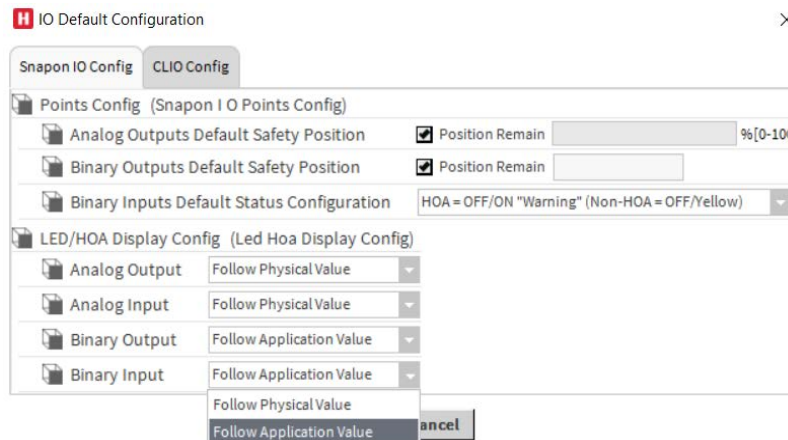 H IO Default Configuration
Snapon IO Config CLIO Config
Points Config (Snapon I O Points Config)
Analog Outputs Default Safety Position Position Remain %[0-100
Binary Outputs Default Safety Position Position Remain
Binary Inputs Default Status Configuration HOA = OFF/ON "Warning" (Non-HOA = OFF/Yellow)
LED/HOA Display Config (Led Hoa Display Config)
Analog Output Follow Physical Value
Analog Input Follow Physical Value
Binary Output Follow Application Value
Binary Input Follow Application Value
Follow Physical Value
Follow Application Value ancel